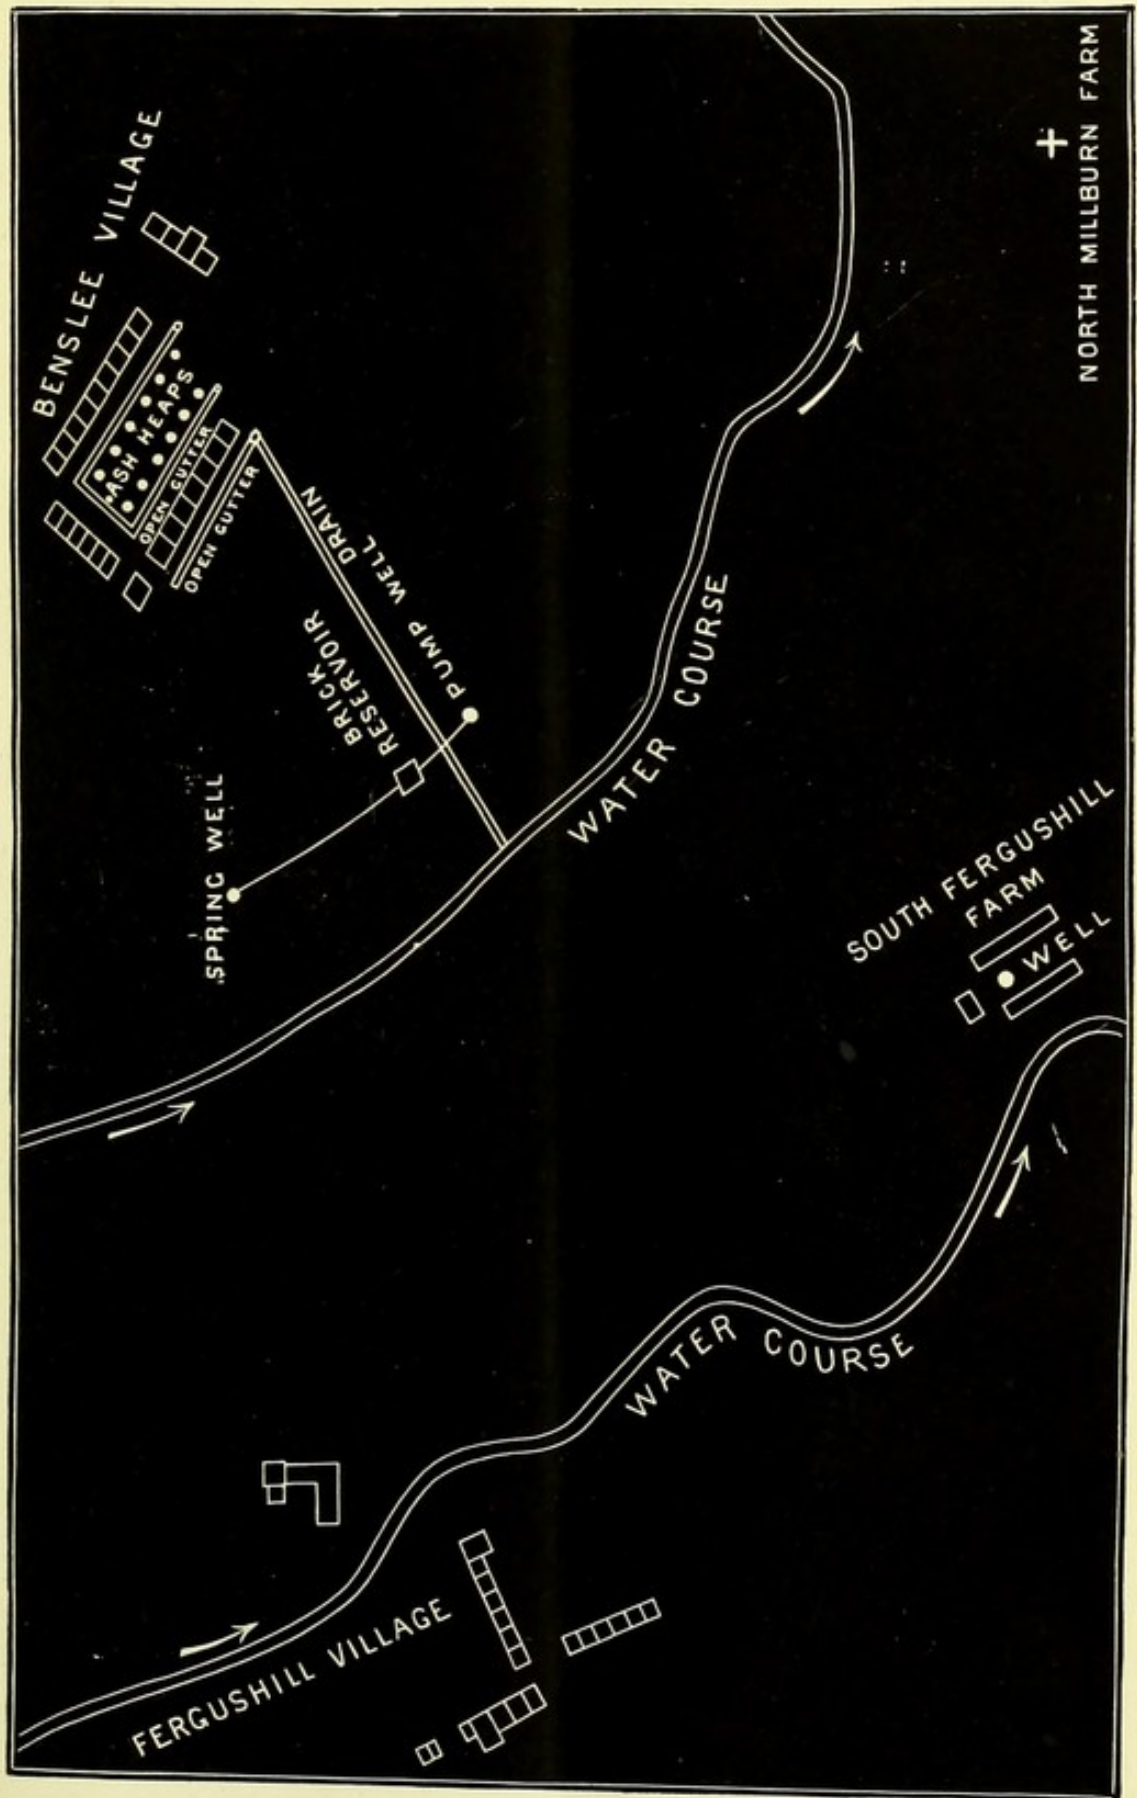 BENSLEE VILLAGE
ASH HEAPS
OPEN GUTTER
OPEN GUTTER
DRAIN
PUMP WELL
BRICK
RESERVOIR
SPRING WELL
WATER COURSE
NORTH MILLBURN FARM
SOUTH FERGUSHILL
FARM
WELL
WATER COURSE
FERGUSHILL VILLAGE